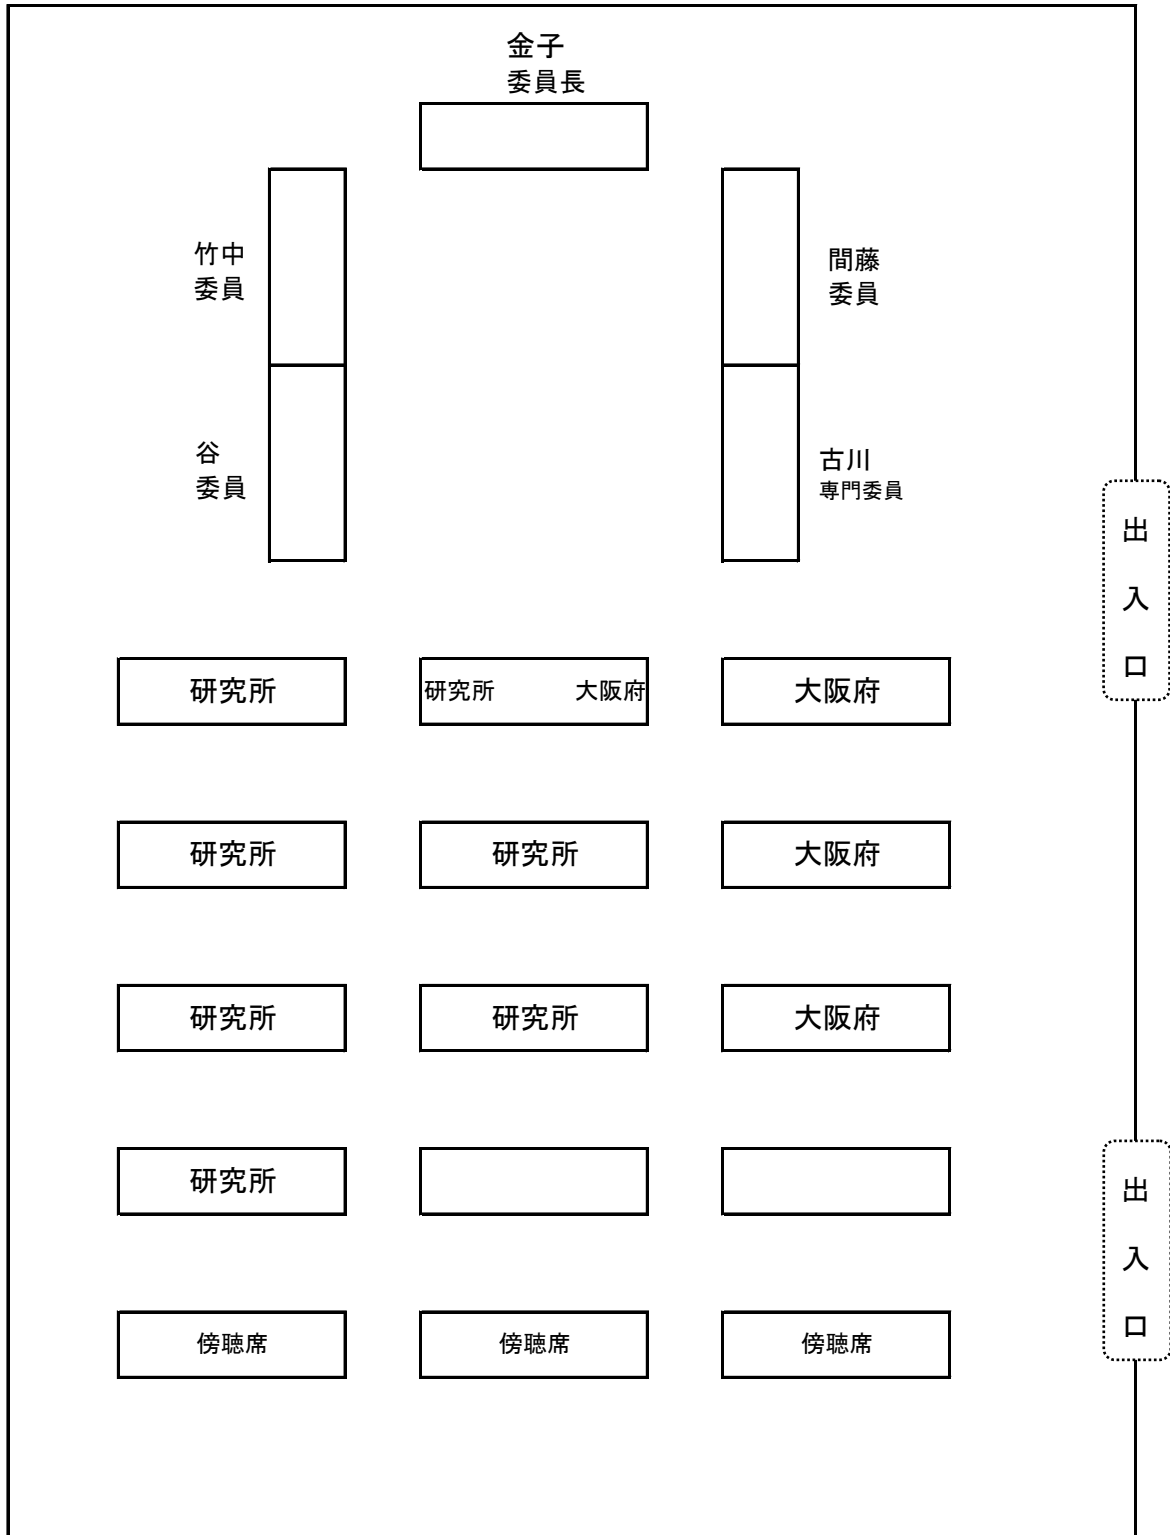 金子
委員長
竹中
委員
間藤
委員
谷
委員
古川
専門委員
出
入
口
研究所
研究所 大阪府
大阪府
研究所
研究所
大阪府
研究所
研究所
大阪府
研究所
出
入
口
傍聴席
傍聴席
傍聴席